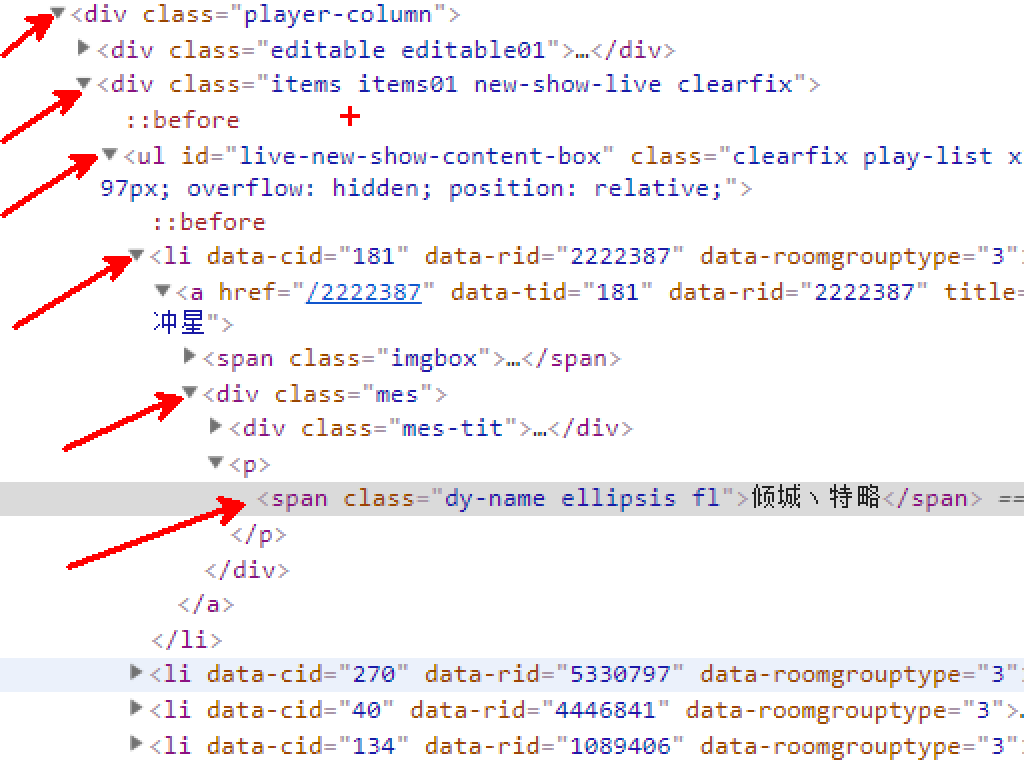 <div class="player-column">
<div class="editable editable01">…</div>
<div class="items items01 new-show-live clearfix">
::before
<ul id="live-new-show-content-box" class="clearfix play-list x
97px; overflow: hidden; position: relative;">
::before
<li data-cid="181" data-rid="2222387" data-roomgrouptype="3"
<a href="/2222387" data-tid="181" data-rid="2222387" title=
冲星">
<span class="imgbox">…</span>
<div class="mes">
<div class="mes-tit">…</div>
<p>
<span class="dy-name ellipsis fl">倾城丶特略</span> ==
</p>
</div>
</a>
</li>
<li data-cid="270" data-rid="5330797" data-roomgrouptype="3"
<li data-cid="40" data-rid="4446841" data-roomgrouptype="3">.
<li data-cid="134" data-rid="1089406" data-roomgrouptype="3"